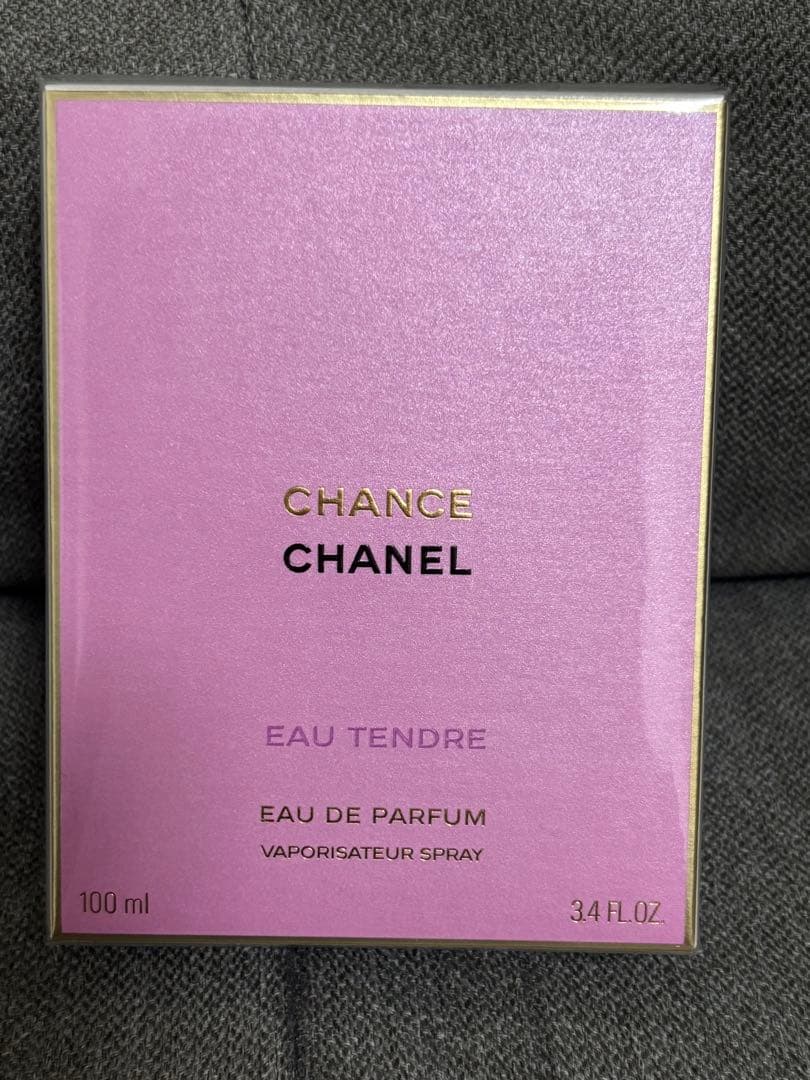 CHANCE
CHANEL
EAU TENDRE
EAU DE PARFUM
VAPORISATEUR SPRAY
100 ml
3.4 FL.OZ.